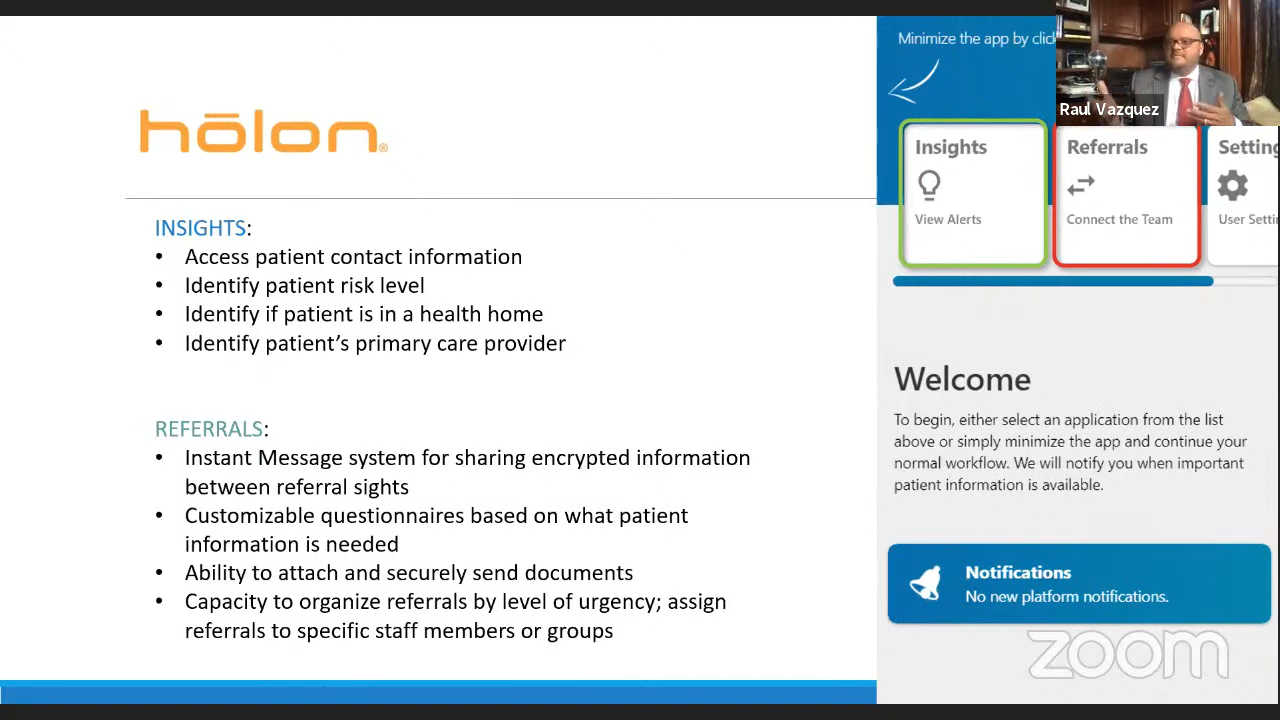 hōlon®
INSIGHTS:
• Access patient contact information
• Identify patient risk level
• Identify if patient is in a health home
• Identify patient’s primary care provider
REFERRALS:
• Instant Message system for sharing encrypted information
between referral sights
• Customizable questionnaires based on what patient
information is needed
• Ability to attach and securely send documents
• Capacity to organize referrals by level of urgency; assign
referrals to specific staff members or groups
Minimize the app by clic
Raul Vazquez
Insights
View Alerts
Referrals
Connect the Team
Setting
User Setti
Welcome
To begin, either select an application from the list
above or simply minimize the app and continue your
normal workflow. We will notify you when important
patient information is available.
Notifications
No new platform notifications.
zoom